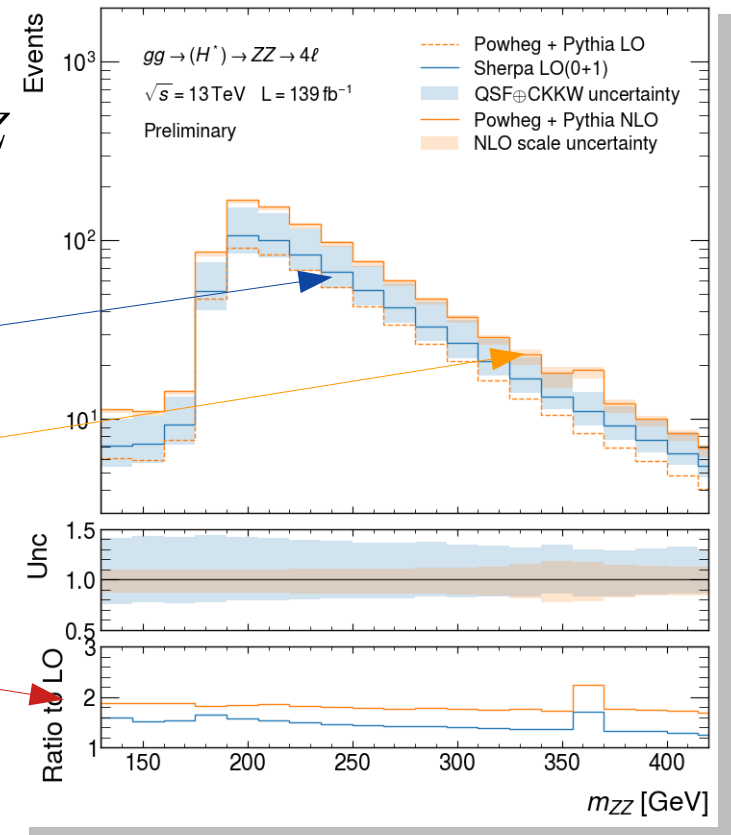 Events
10³
10²
10¹
gg → (H*) → ZZ → 4ℓ
√s = 13 TeV L = 139 fb⁻¹
Preliminary
Powheg + Pythia LO
Sherpa LO(0+1)
QSF⊕CKKW uncertainty
Powheg + Pythia NLO
NLO scale uncertainty
Unc
1.5
1.0
0.5
Ratio to LO
3
2
1
150 200 250 300 350 400
m_ZZ [GeV]